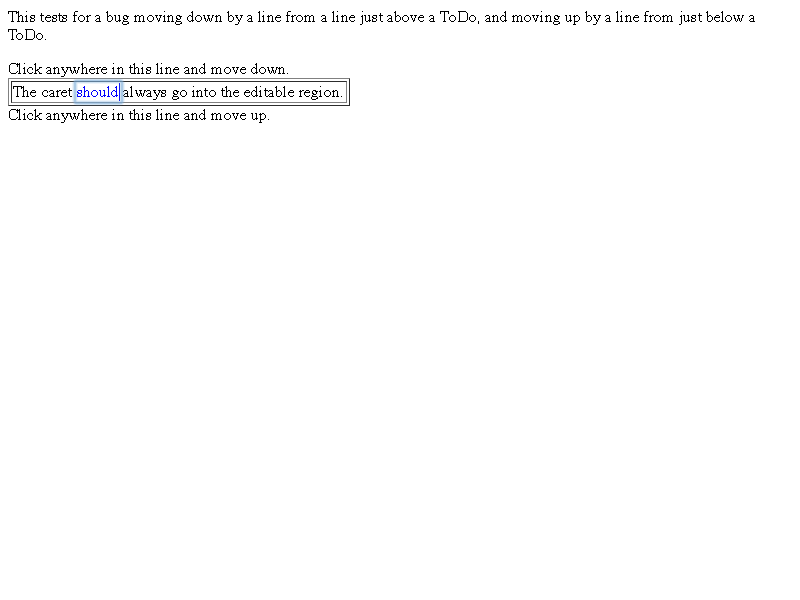 This tests for a bug moving down by a line from a line just above a ToDo, and moving up by a line from just below a
ToDo.
Click anywhere in this line and move down.
The caret should always go into the editable region.
Click anywhere in this line and move up.